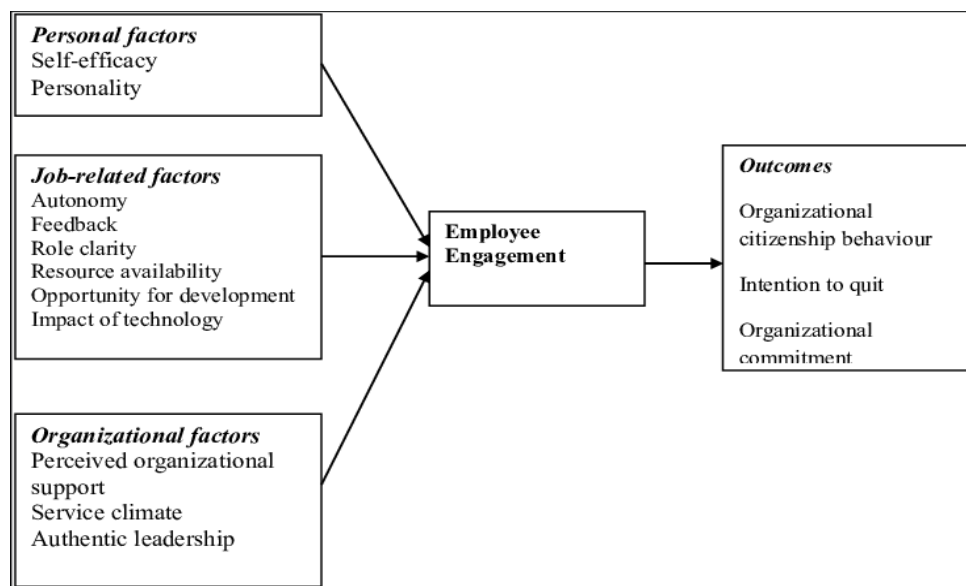 Personal factors
Self-efficacy
Personality
Job-related factors
Autonomy
Feedback
Role clarity
Resource availability
Opportunity for development
Impact of technology
Organizational factors
Perceived organizational
support
Service climate
Authentic leadership
Employee
Engagement
Outcomes
Organizational
citizenship behaviour
Intention to quit
Organizational
commitment